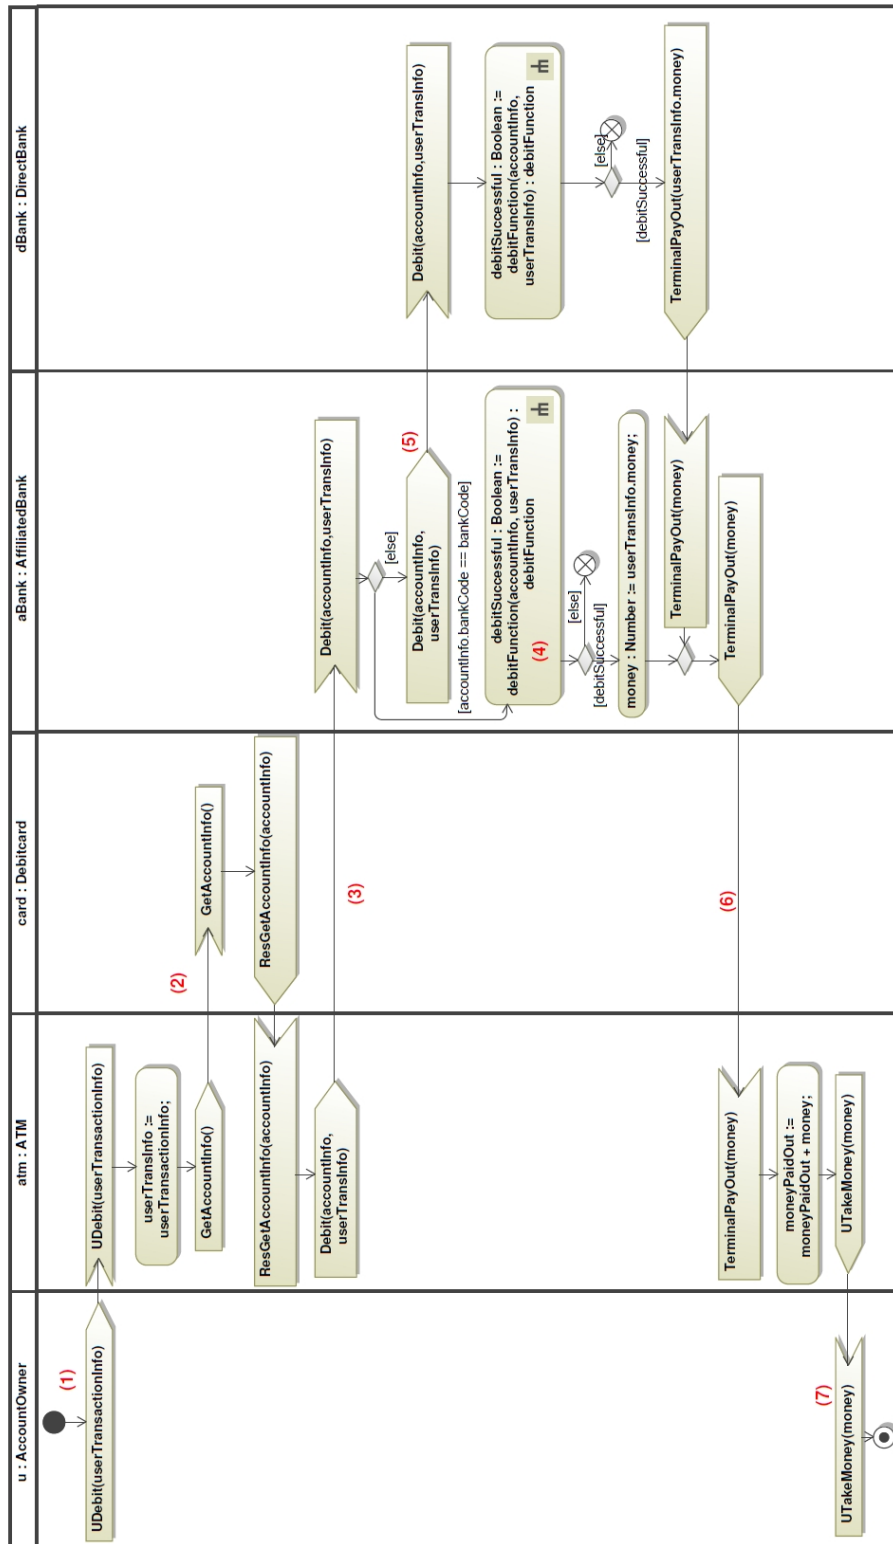 u : AccountOwner
atm : ATM
card : Debitcard
aBank : AffiliatedBank
dBank : DirectBank
(1)
UDebit(userTransactionInfo)
UDebit(userTransactionInfo)
userTransInfo :=
userTransactionInfo;
GetAccountInfo()
(2)
GetAccountInfo()
ResGetAccountInfo(accountInfo)
ResGetAccountInfo(accountInfo)
Debit(accountInfo,
userTransInfo)
(3)
Debit(accountInfo,userTransInfo)
[else]
Debit(accountInfo,
userTransInfo)
(5)
Debit(accountInfo,userTransInfo)
[accountInfo.bankCode == bankCode]
debitSuccessful : Boolean :=
debitFunction(accountInfo, userTransInfo) :
debitFunction
(4)
[else]
[debitSuccessful]
money : Number := userTransInfo.money;
debitSuccessful : Boolean :=
debitFunction(accountInfo,
userTransInfo) : debitFunction
[else]
[debitSuccessful]
TerminalPayOut(userTransInfo.money)
TerminalPayOut(money)
TerminalPayOut(money)
(6)
TerminalPayOut(money)
moneyPaidOut :=
moneyPaidOut + money;
UTakeMoney(money)
(7)
UTakeMoney(money)